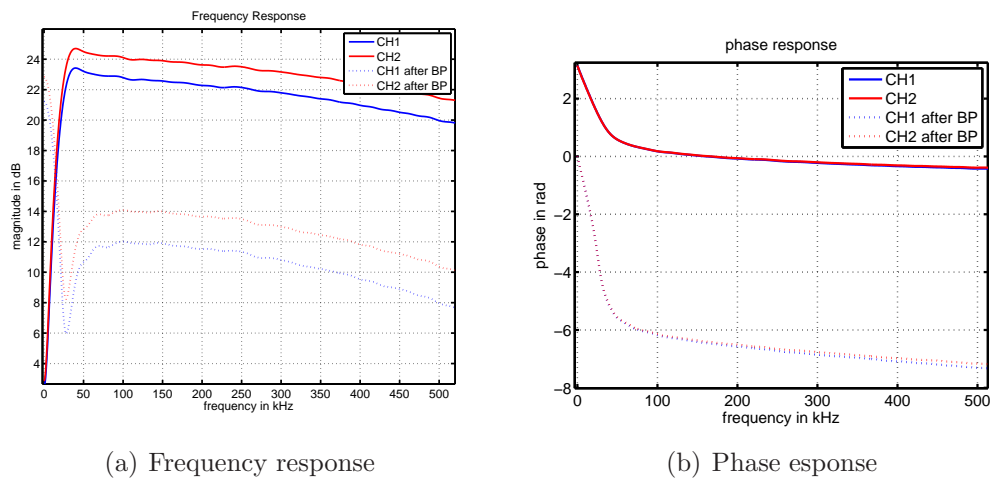 Frequency Response
24
22
20
18
16
14
12
10
8
6
4
magnitude in dB
0 50 100 150 200 250 300 350 400 450 500
frequency in kHz
CH1
CH2
CH1 after BP
CH2 after BP
(a) Frequency response
phase response
2
0
−2
−4
−6
−8
phase in rad
0 100 200 300 400 500
frequency in kHz
CH1
CH2
CH1 after BP
CH2 after BP
(b) Phase esponse